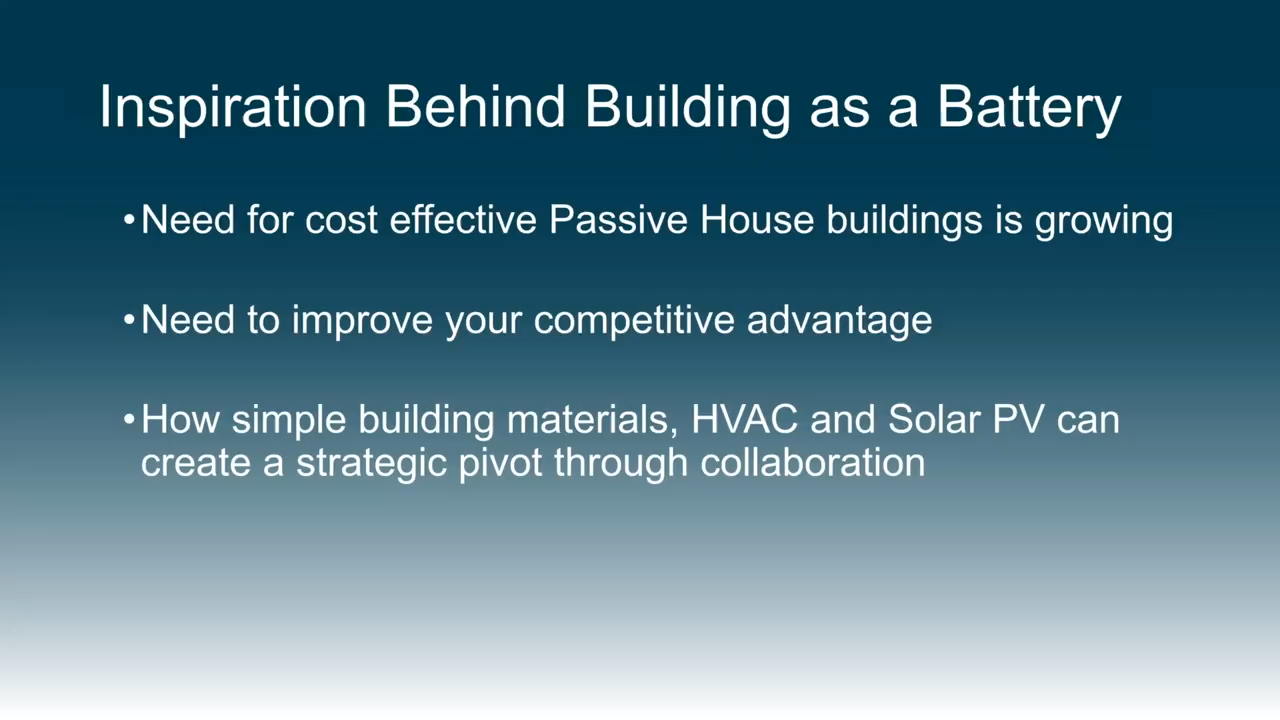 Inspiration Behind Building as a Battery
•Need for cost effective Passive House buildings is growing
•Need to improve your competitive advantage
•How simple building materials, HVAC and Solar PV can
create a strategic pivot through collaboration